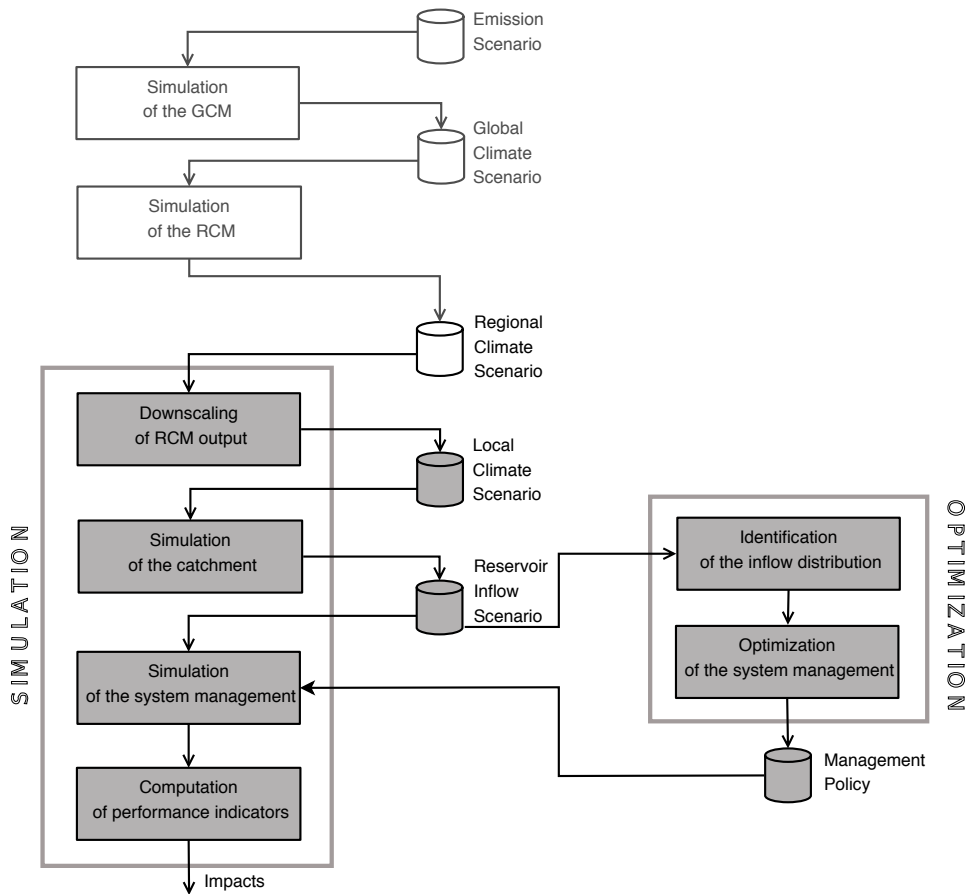 Emission
Scenario
Simulation
of the GCM
Global
Climate
Scenario
Simulation
of the RCM
Regional
Climate
Scenario
Downscaling
of RCM output
Local
Climate
Scenario
Simulation
of the catchment
Reservoir
Inflow
Scenario
Identification
of the inflow distribution
Optimization
of the system management
Simulation
of the system management
Management
Policy
Computation
of performance indicators
Impacts
SIMULATION
OPTIMIZATION